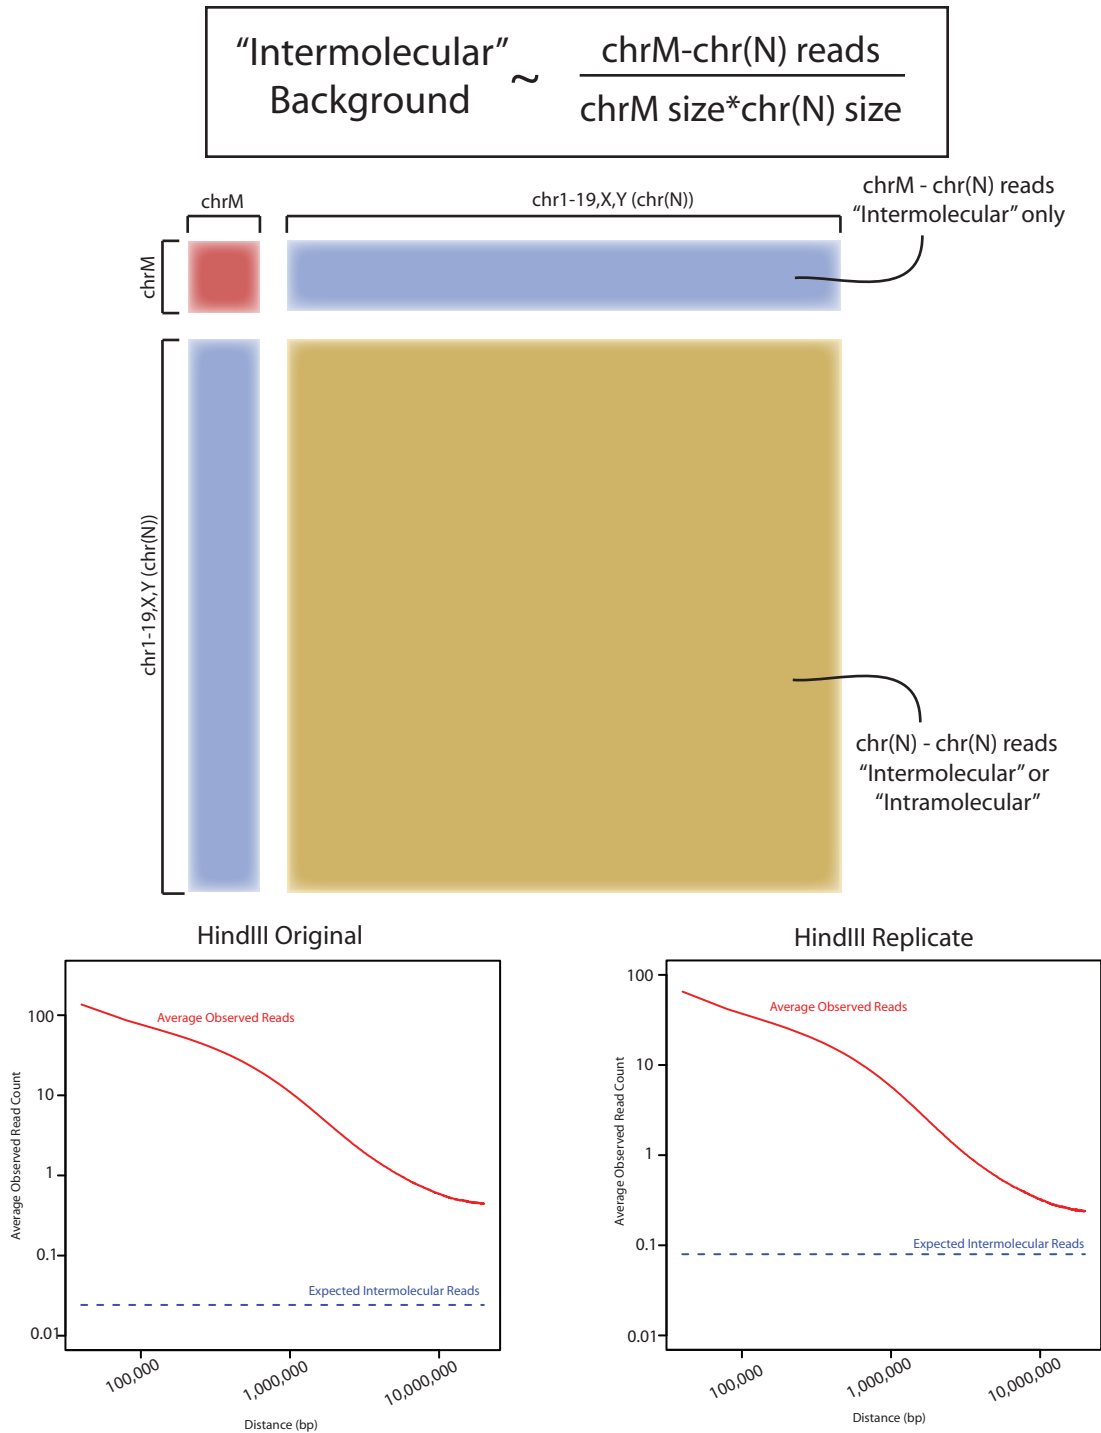 “Intermolecular”
Background
~
chrM-chr(N) reads
chrM size*chr(N) size
chrM
chr1-19,X,Y (chr(N))
chrM - chr(N) reads
“Intermolecular” only
chrM
chr1-19,X,Y (chr(N))
chr(N) - chr(N) reads
“Intermolecular” or
“Intramolecular”
HindIII Original
Average Observed Read Count
100
10
1
0.1
0.01
Average Observed Reads
Expected Intermolecular Reads
100,000
1,000,000
10,000,000
Distance (bp)
HindIII Replicate
Average Observed Read Count
100
10
1
0.1
0.01
Average Observed Reads
Expected Intermolecular Reads
100,000
1,000,000
10,000,000
Distance (bp)